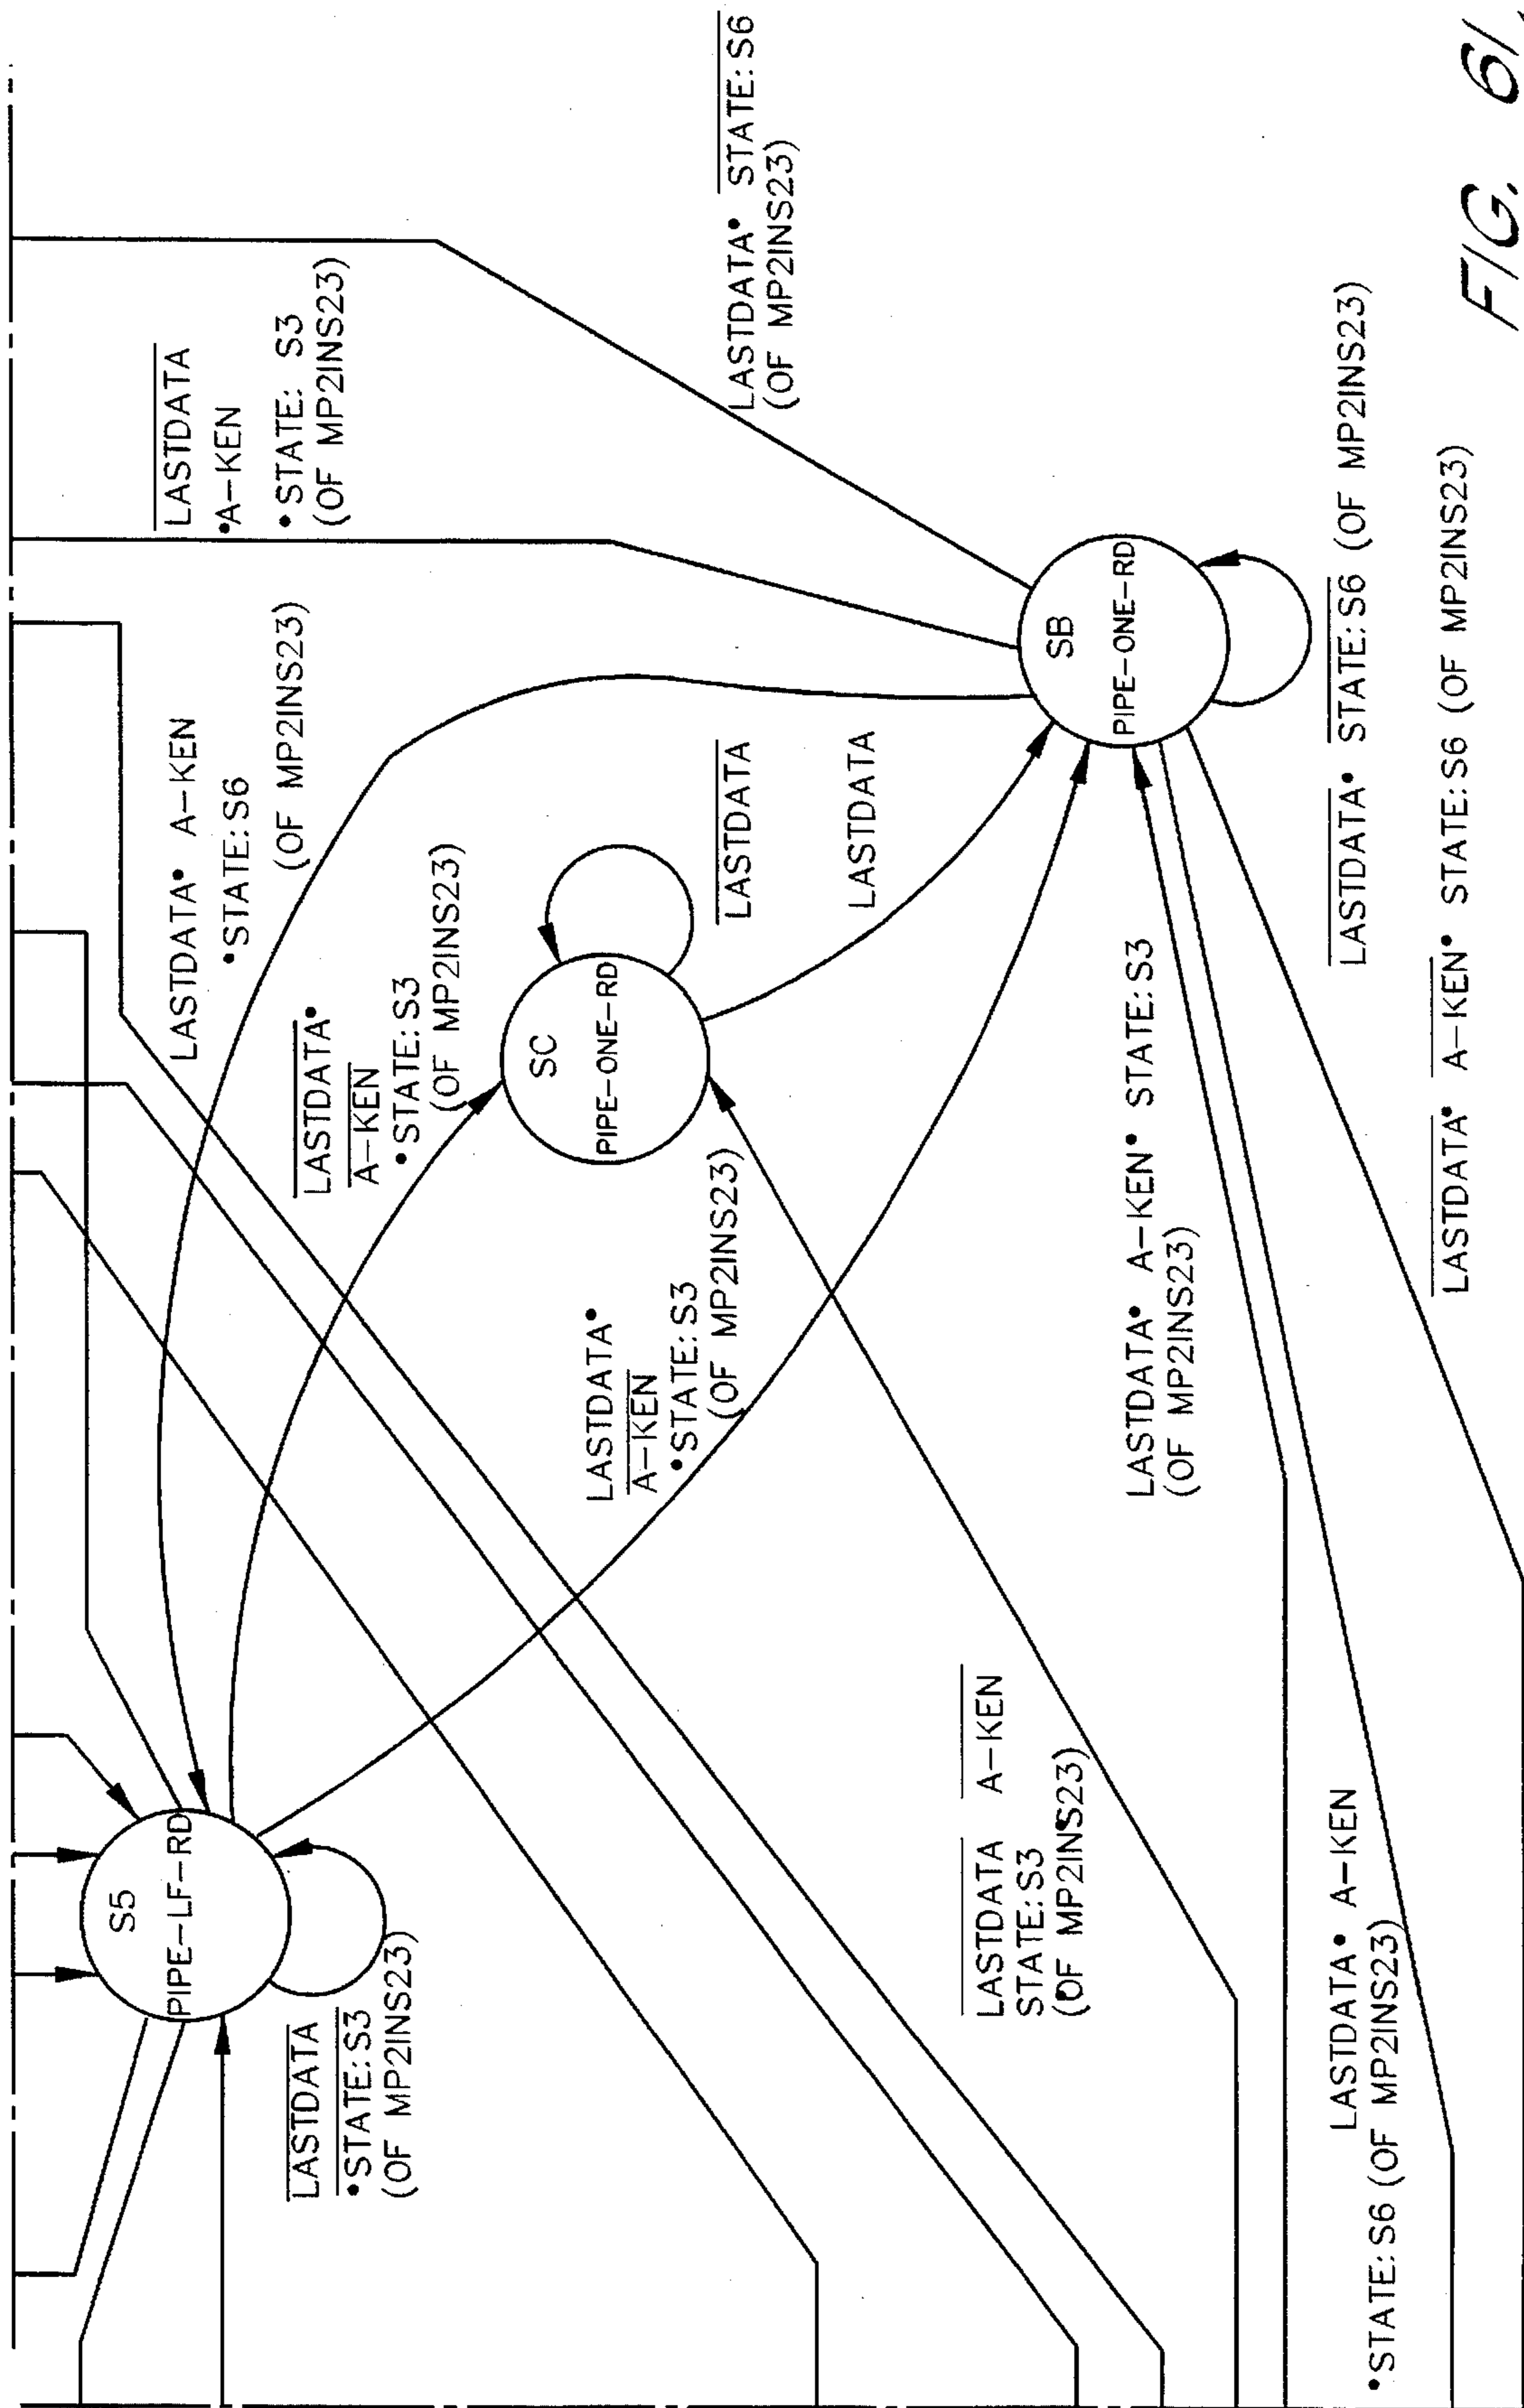 S5
PIPE-LF-RD
LASTDATA
•STATE:S3
(OF MP2INS23)
LASTDATA• A-KEN
•STATE:S6
(OF MP2INS23)
LASTDATA
•A-KEN
•STATE: S3
(OF MP2INS23)
LASTDATA•
A-KEN
•STATE:S3
(OF MP2INS23)
SC
PIPE-ONE-RD
LASTDATA•
A-KEN
•STATE:S3
(OF MP2INS23)
LASTDATA
LASTDATA
LASTDATA• STATE:S6
(OF MP2INS23)
LASTDATA A-KEN
STATE:S3
(OF MP2INS23)
SB
PIPE-ONE-RD
LASTDATA• A-KEN• STATE:S3
(OF MP2INS23)
LASTDATA• A-KEN
•STATE:S6 (OF MP2INS23)
LASTDATA• STATE:S6 (OF MP2INS23)
LASTDATA• A-KEN• STATE:S6 (OF MP2INS23)
FIG. 61